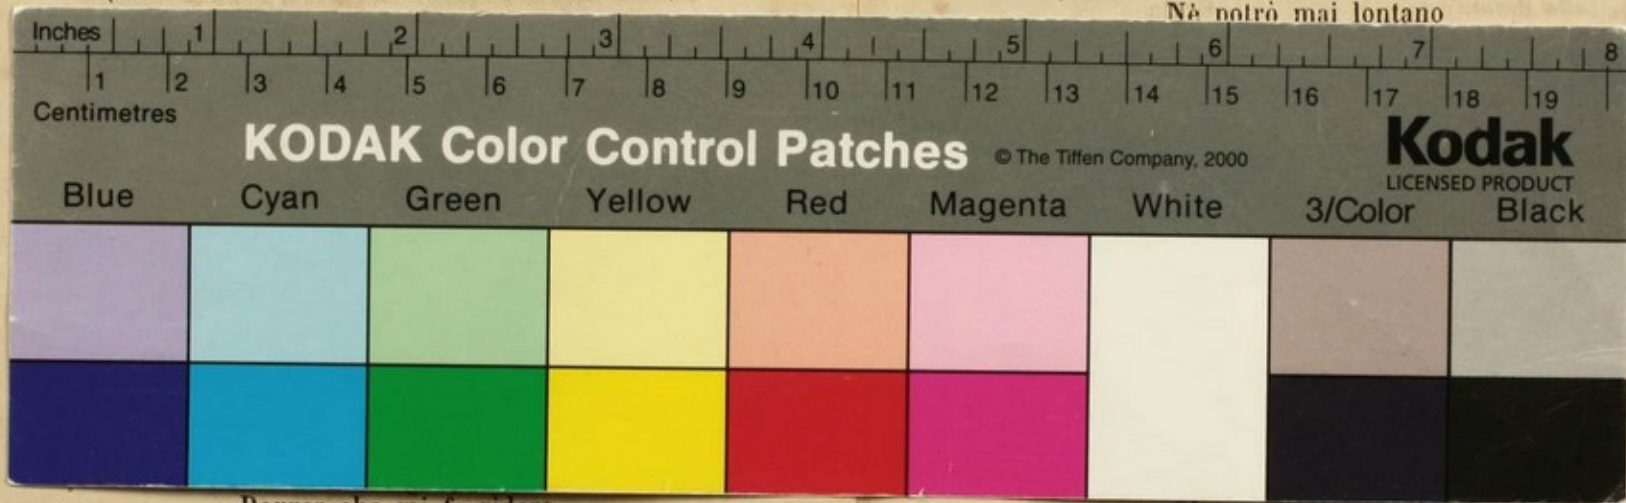 Nè potrò mai lontano
Inches 1 2 3 4 5 6 7 8
1 2 3 4 5 6 7 8 9 10 11 12 13 14 15 16 17 18 19
Centimetres
KODAK Color Control Patches © The Tiffen Company, 2000 Kodak
LICENSED PRODUCT
Blue Cyan Green Yellow Red Magenta White 3/Color Black